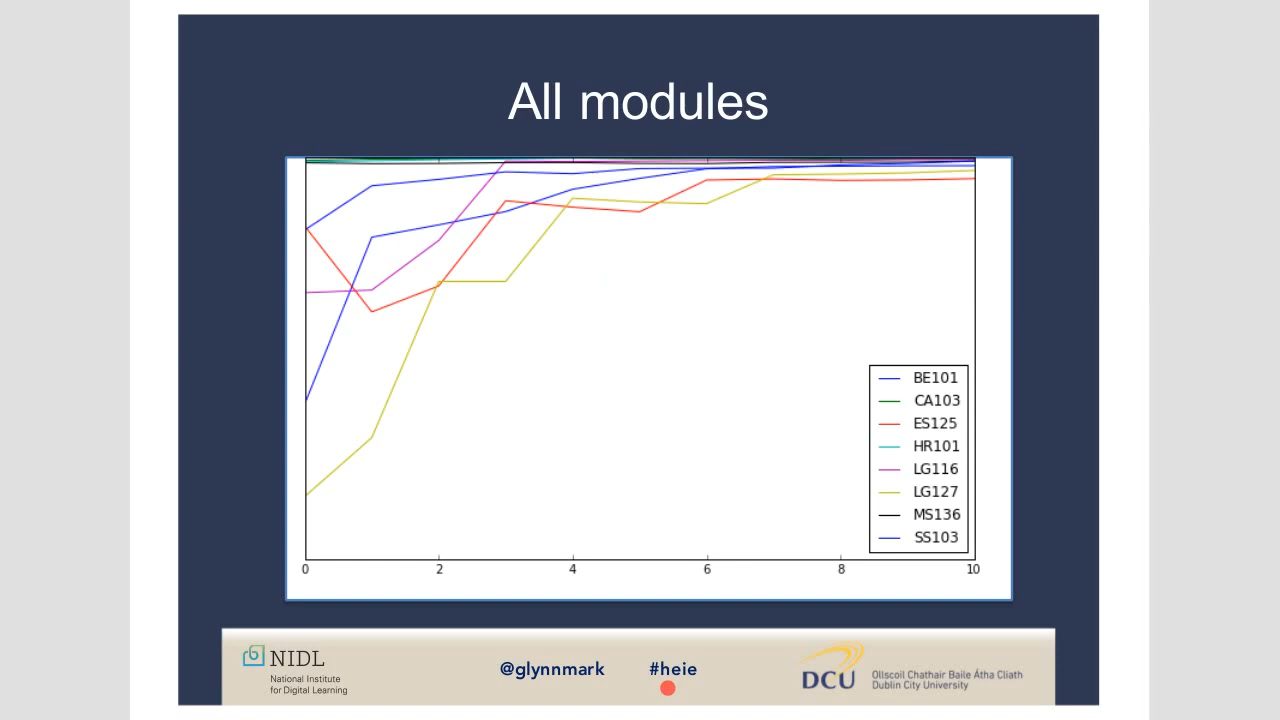 All modules
BE101
CA103
ES125
HR101
LG116
LG127
MS136
SS103
0 2 4 6 8 10
NIDL
National Institute
for Digital Learning
@glynnmark #heie
DCU
Ollscoil Chathair Baile Átha Cliath
Dublin City University